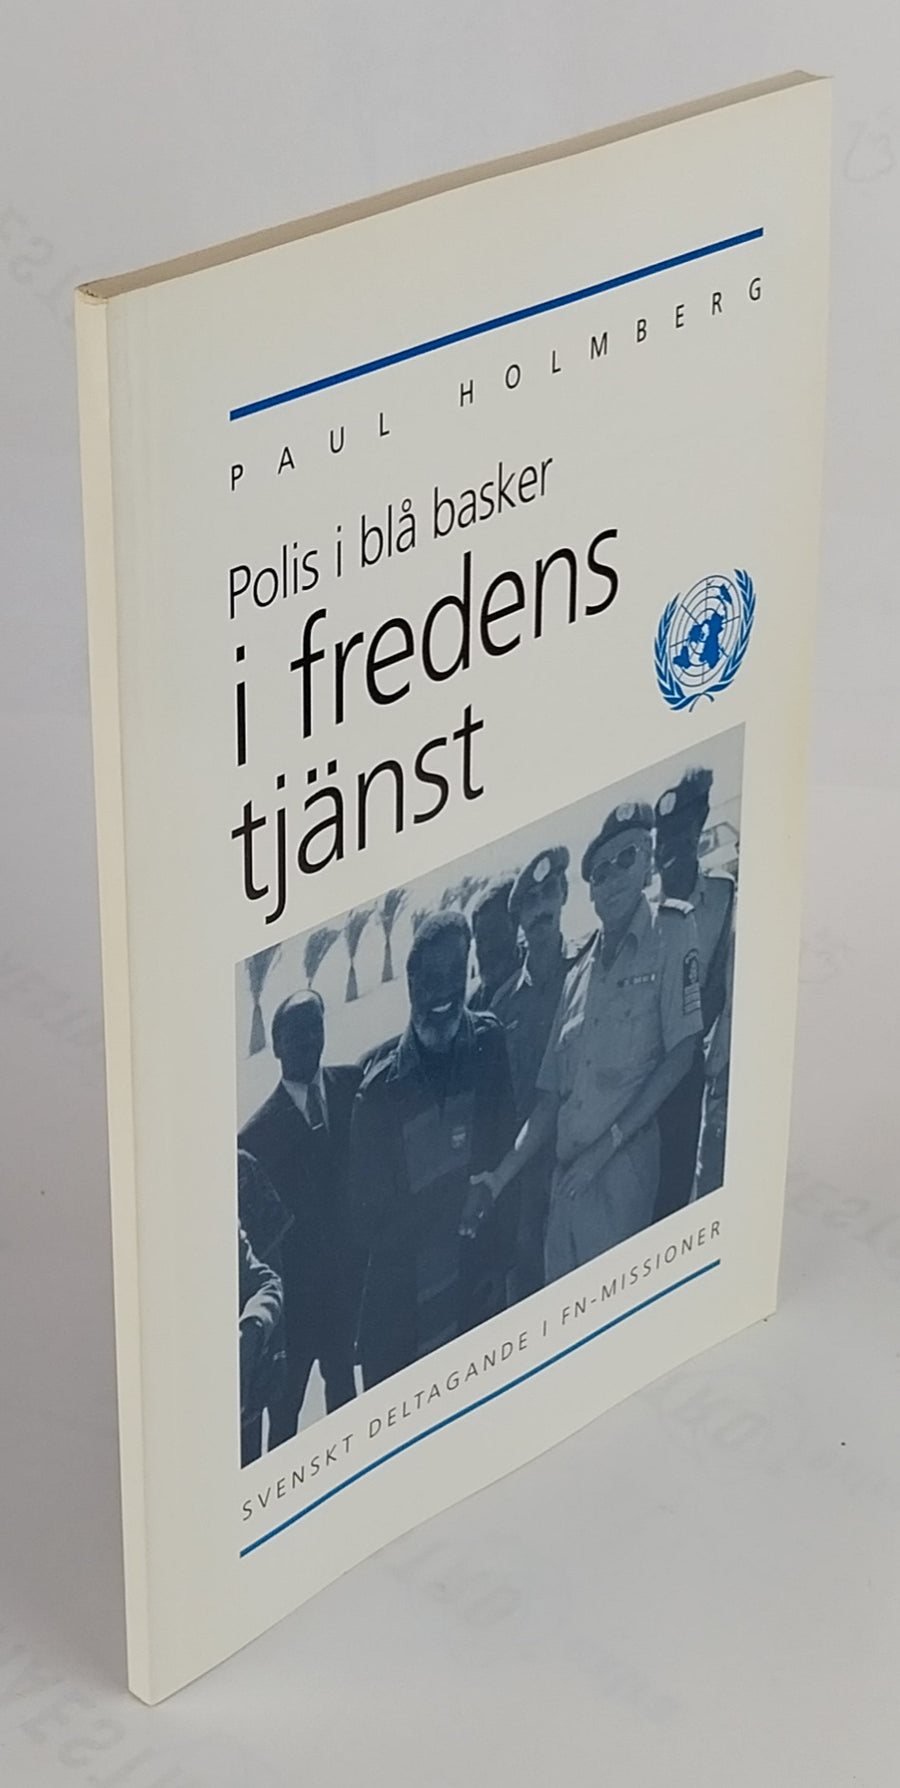 PAUL HOLMBERG
Polis i blå basker
i fredens
tjänst
SVENSKT DELTAGANDE I FN-MISSIONER